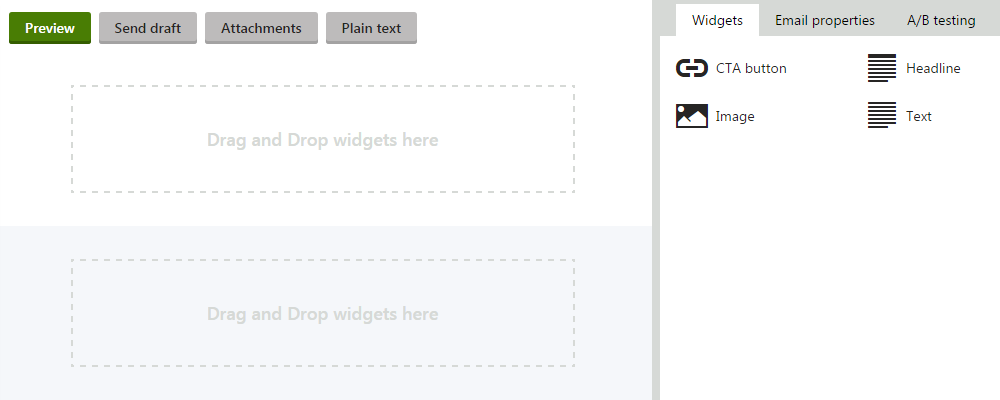 Preview Send draft Attachments Plain text
Widgets Email properties A/B testing
CTA button Headline
Image Text
Drag and Drop widgets here
Drag and Drop widgets here